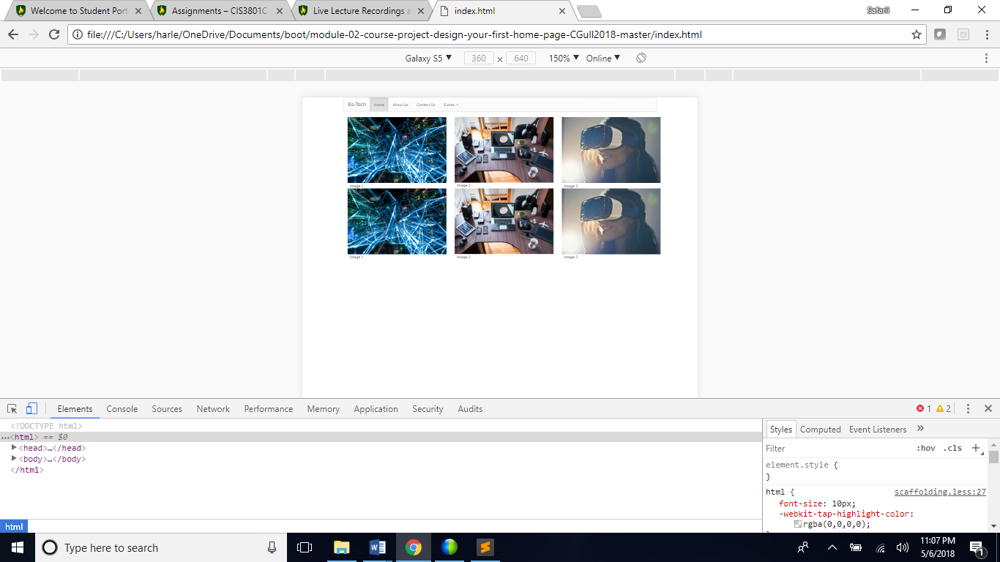 Welcome to Student Port
Assignments – CIS3801C
Live Lecture Recordings a
index.html
Safarii
file:///C:/Users/harle/OneDrive/Documents/boot/module-02-course-project-design-your-first-home-page-CGull2018-master/index.html
Galaxy S5 ▼ 360 × 640 150% ▼ Online ▼
Es-Tech Home About Us Contact Us Extras
Image 1 Image 2 Image 3
Image 1 Image 2 Image 3
Elements Console Sources Network Performance Memory Application Security Audits 1 2
<!DOCTYPE html>
...<html> == $0
▶<head>…</head>
▶<body>…</body>
</html>
html
Styles Computed Event Listeners »
Filter :hov .cls +
element.style {
}
html { scaffolding.less:27
font-size: 10px;
-webkit-tap-highlight-color:
rgba(0,0,0,0);
Type here to search
11:07 PM
5/6/2018
1